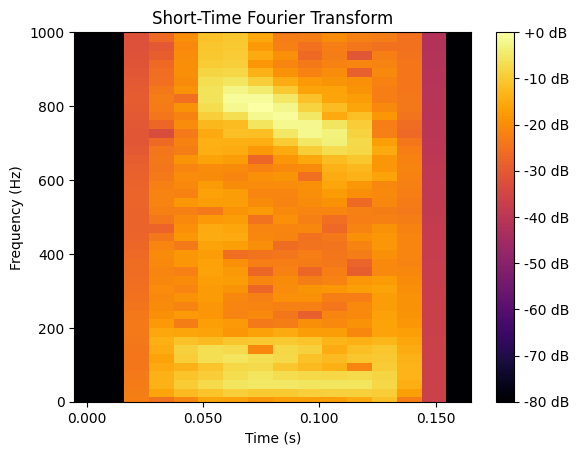 Short-Time Fourier Transform
1000
800
600
400
200
0
Frequency (Hz)
0.000
0.050
0.100
0.150
Time (s)
+0 dB
-10 dB
-20 dB
-30 dB
-40 dB
-50 dB
-60 dB
-70 dB
-80 dB